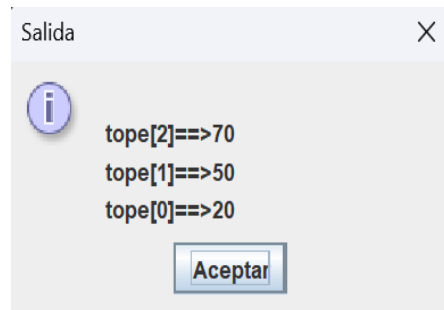 Salida
tope[2]==>70
tope[1]==>50
tope[0]==>20
Aceptar